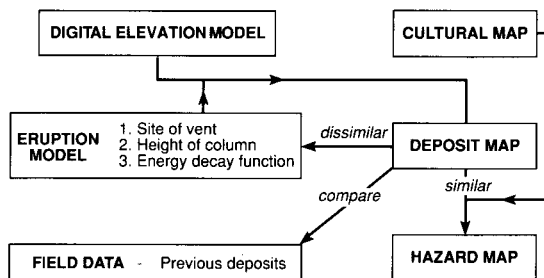 DIGITAL ELEVATION MODEL
CULTURAL MAP
ERUPTION MODEL
1. Site of vent
2. Height of column
3. Energy decay function
dissimilar
DEPOSIT MAP
similar
compare
FIELD DATA - Previous deposits
HAZARD MAP